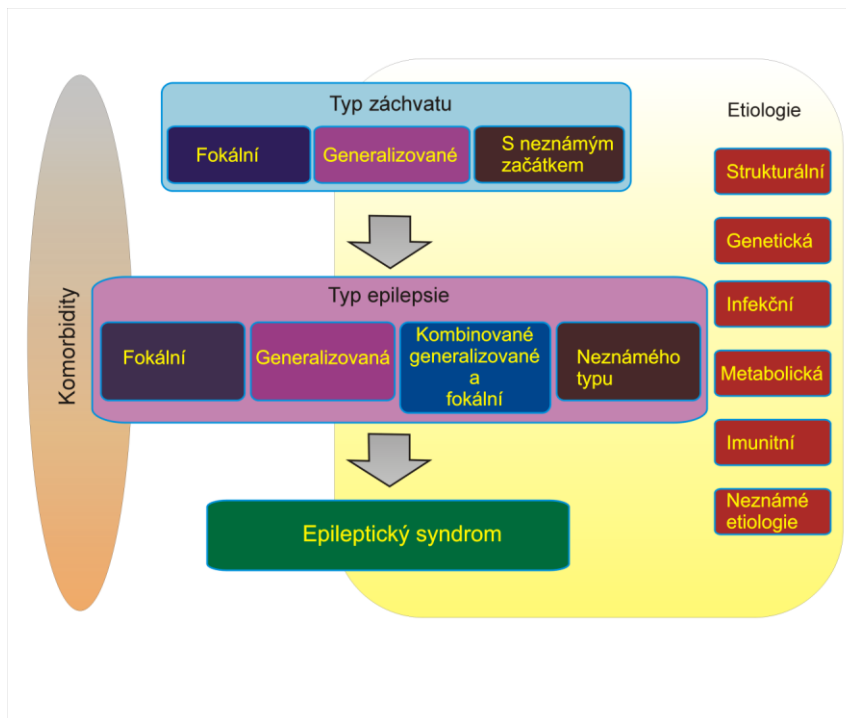 Komorbidity
Typ záchvatu
Fokální
Generalizované
S neznámým
začátkem
Typ epilepsie
Fokální
Generalizovaná
Kombinované
generalizované
a
fokální
Neznámého
typu
Epileptický syndrom
Etiologie
Strukturální
Genetická
Infekční
Metabolická
Imunitní
Neznámé
etiologie